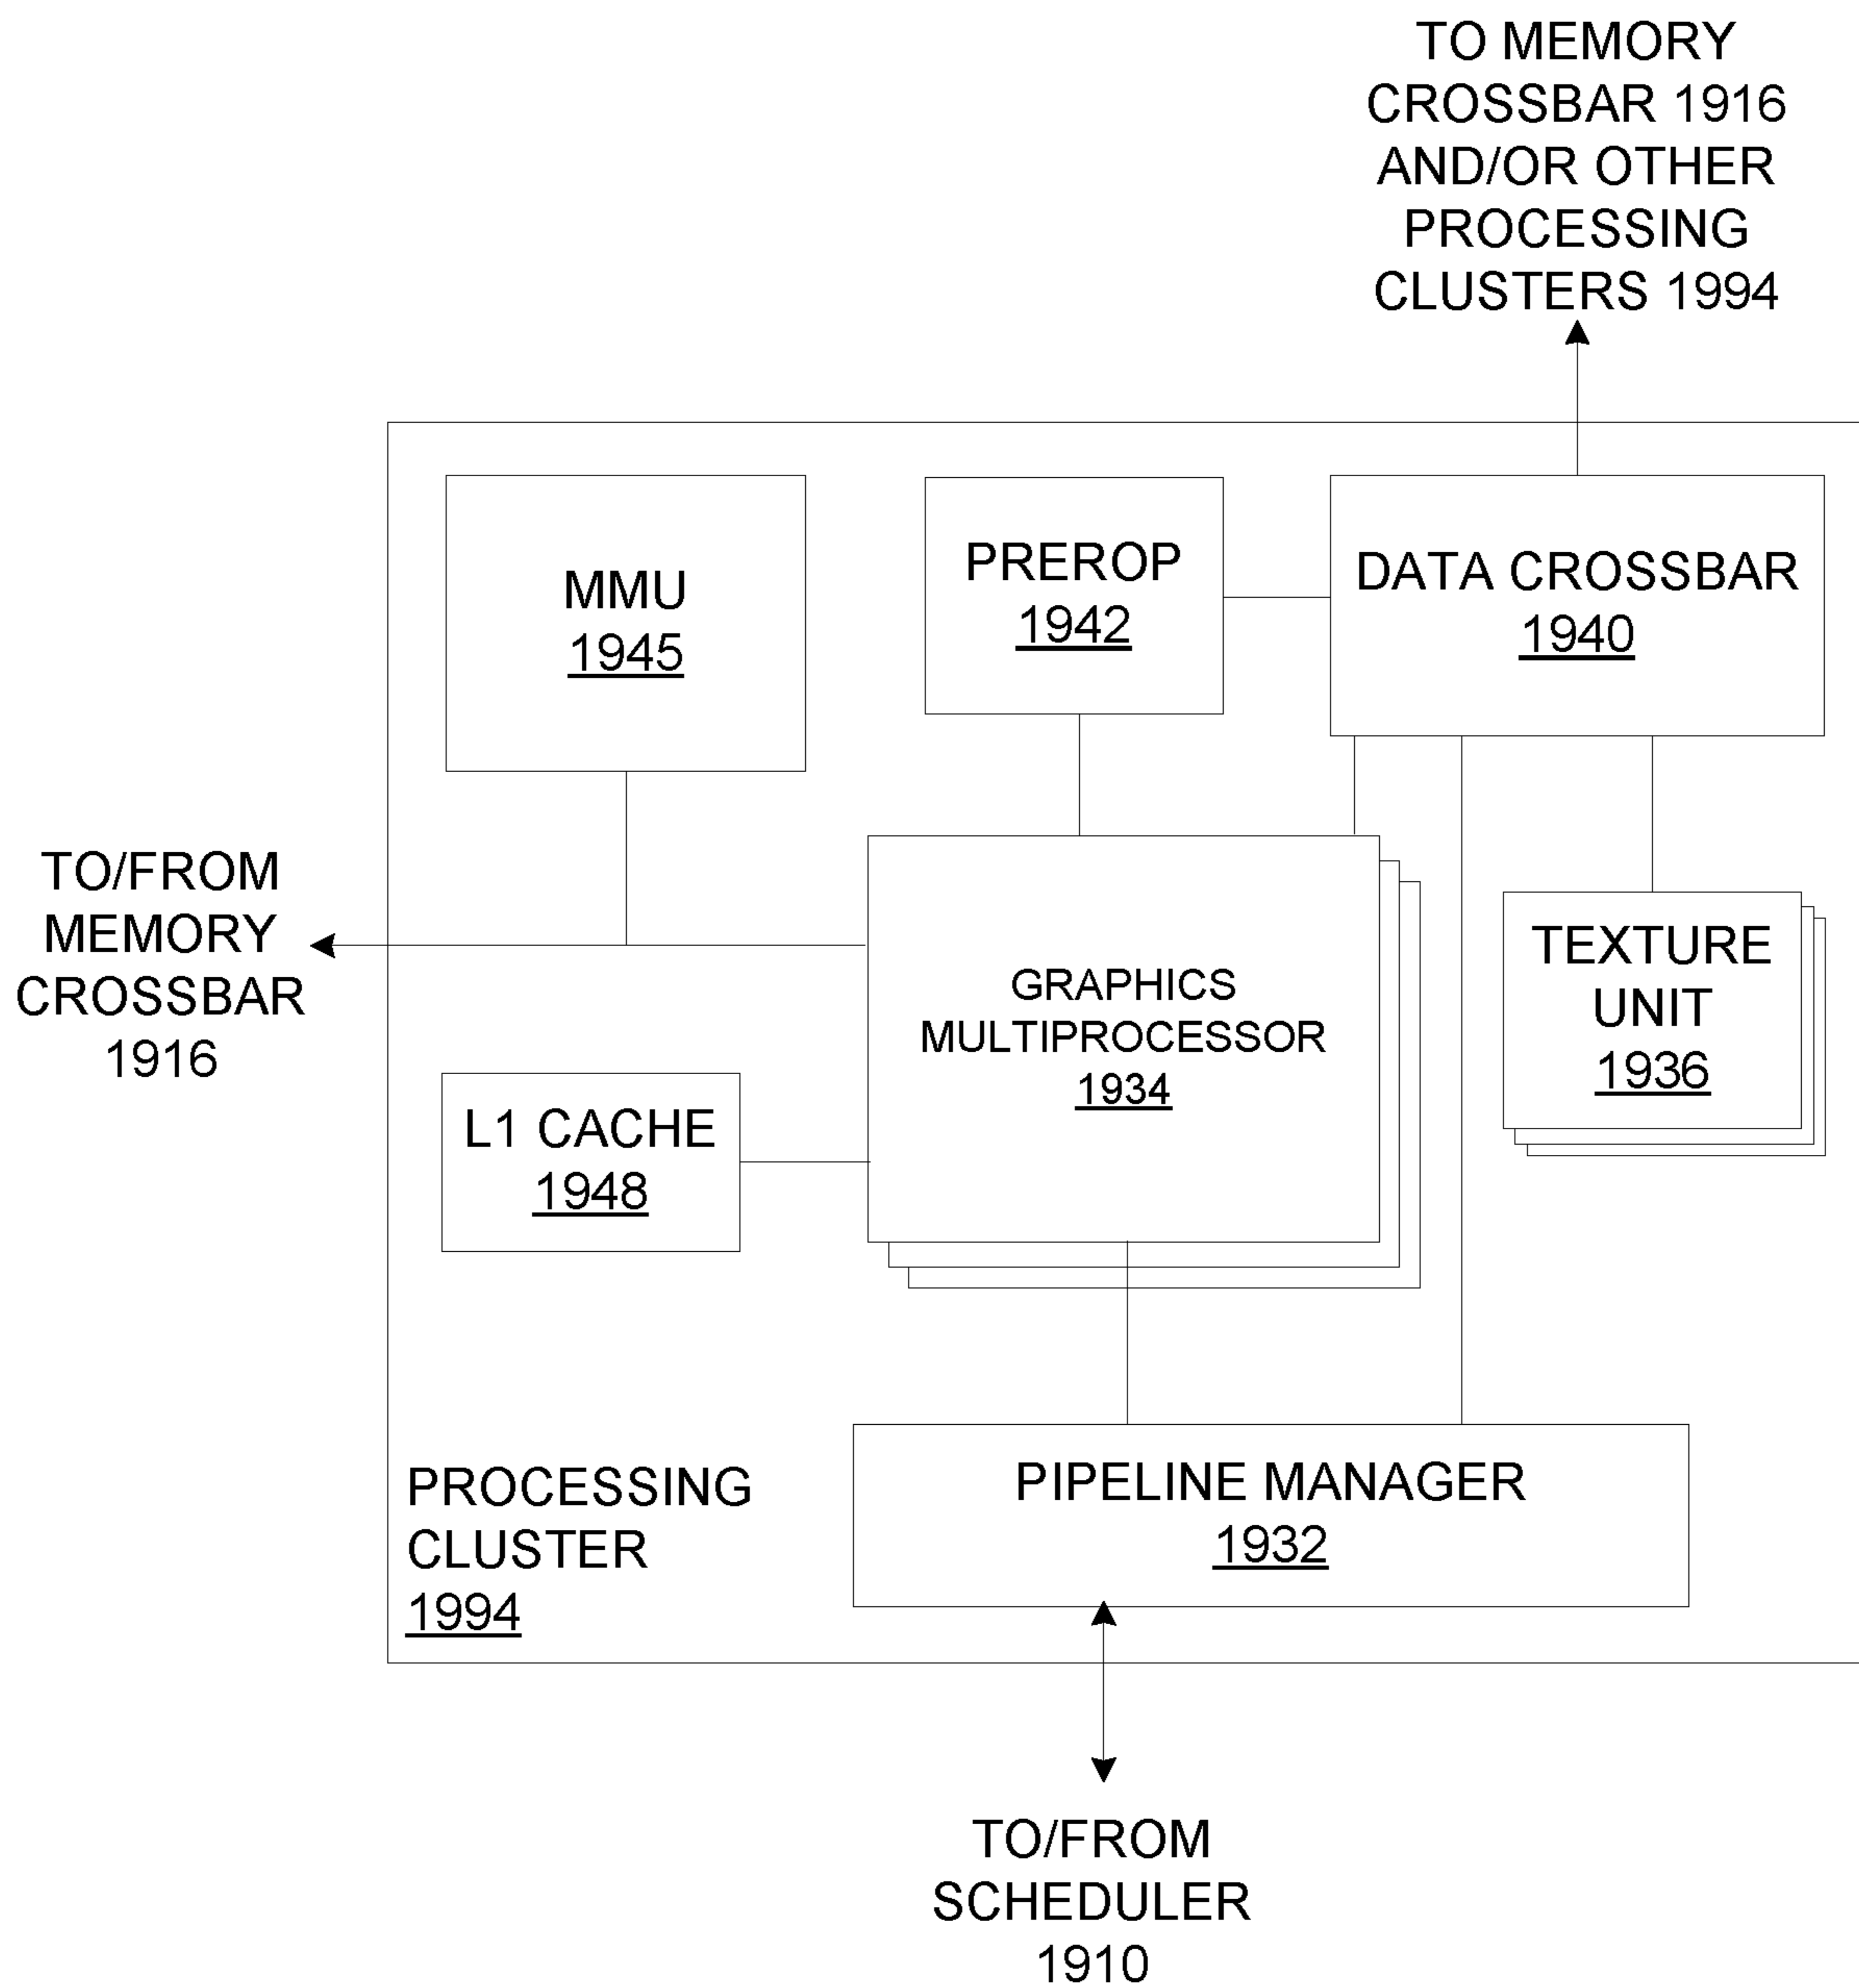 TO MEMORY
CROSSBAR 1916
AND/OR OTHER
PROCESSING
CLUSTERS 1994
MMU
1945
PREROP
1942
DATA CROSSBAR
1940
TO/FROM
MEMORY
CROSSBAR
1916
GRAPHICS
MULTIPROCESSOR
1934
TEXTURE
UNIT
1936
L1 CACHE
1948
PROCESSING
CLUSTER
1994
PIPELINE MANAGER
1932
TO/FROM
SCHEDULER
1910